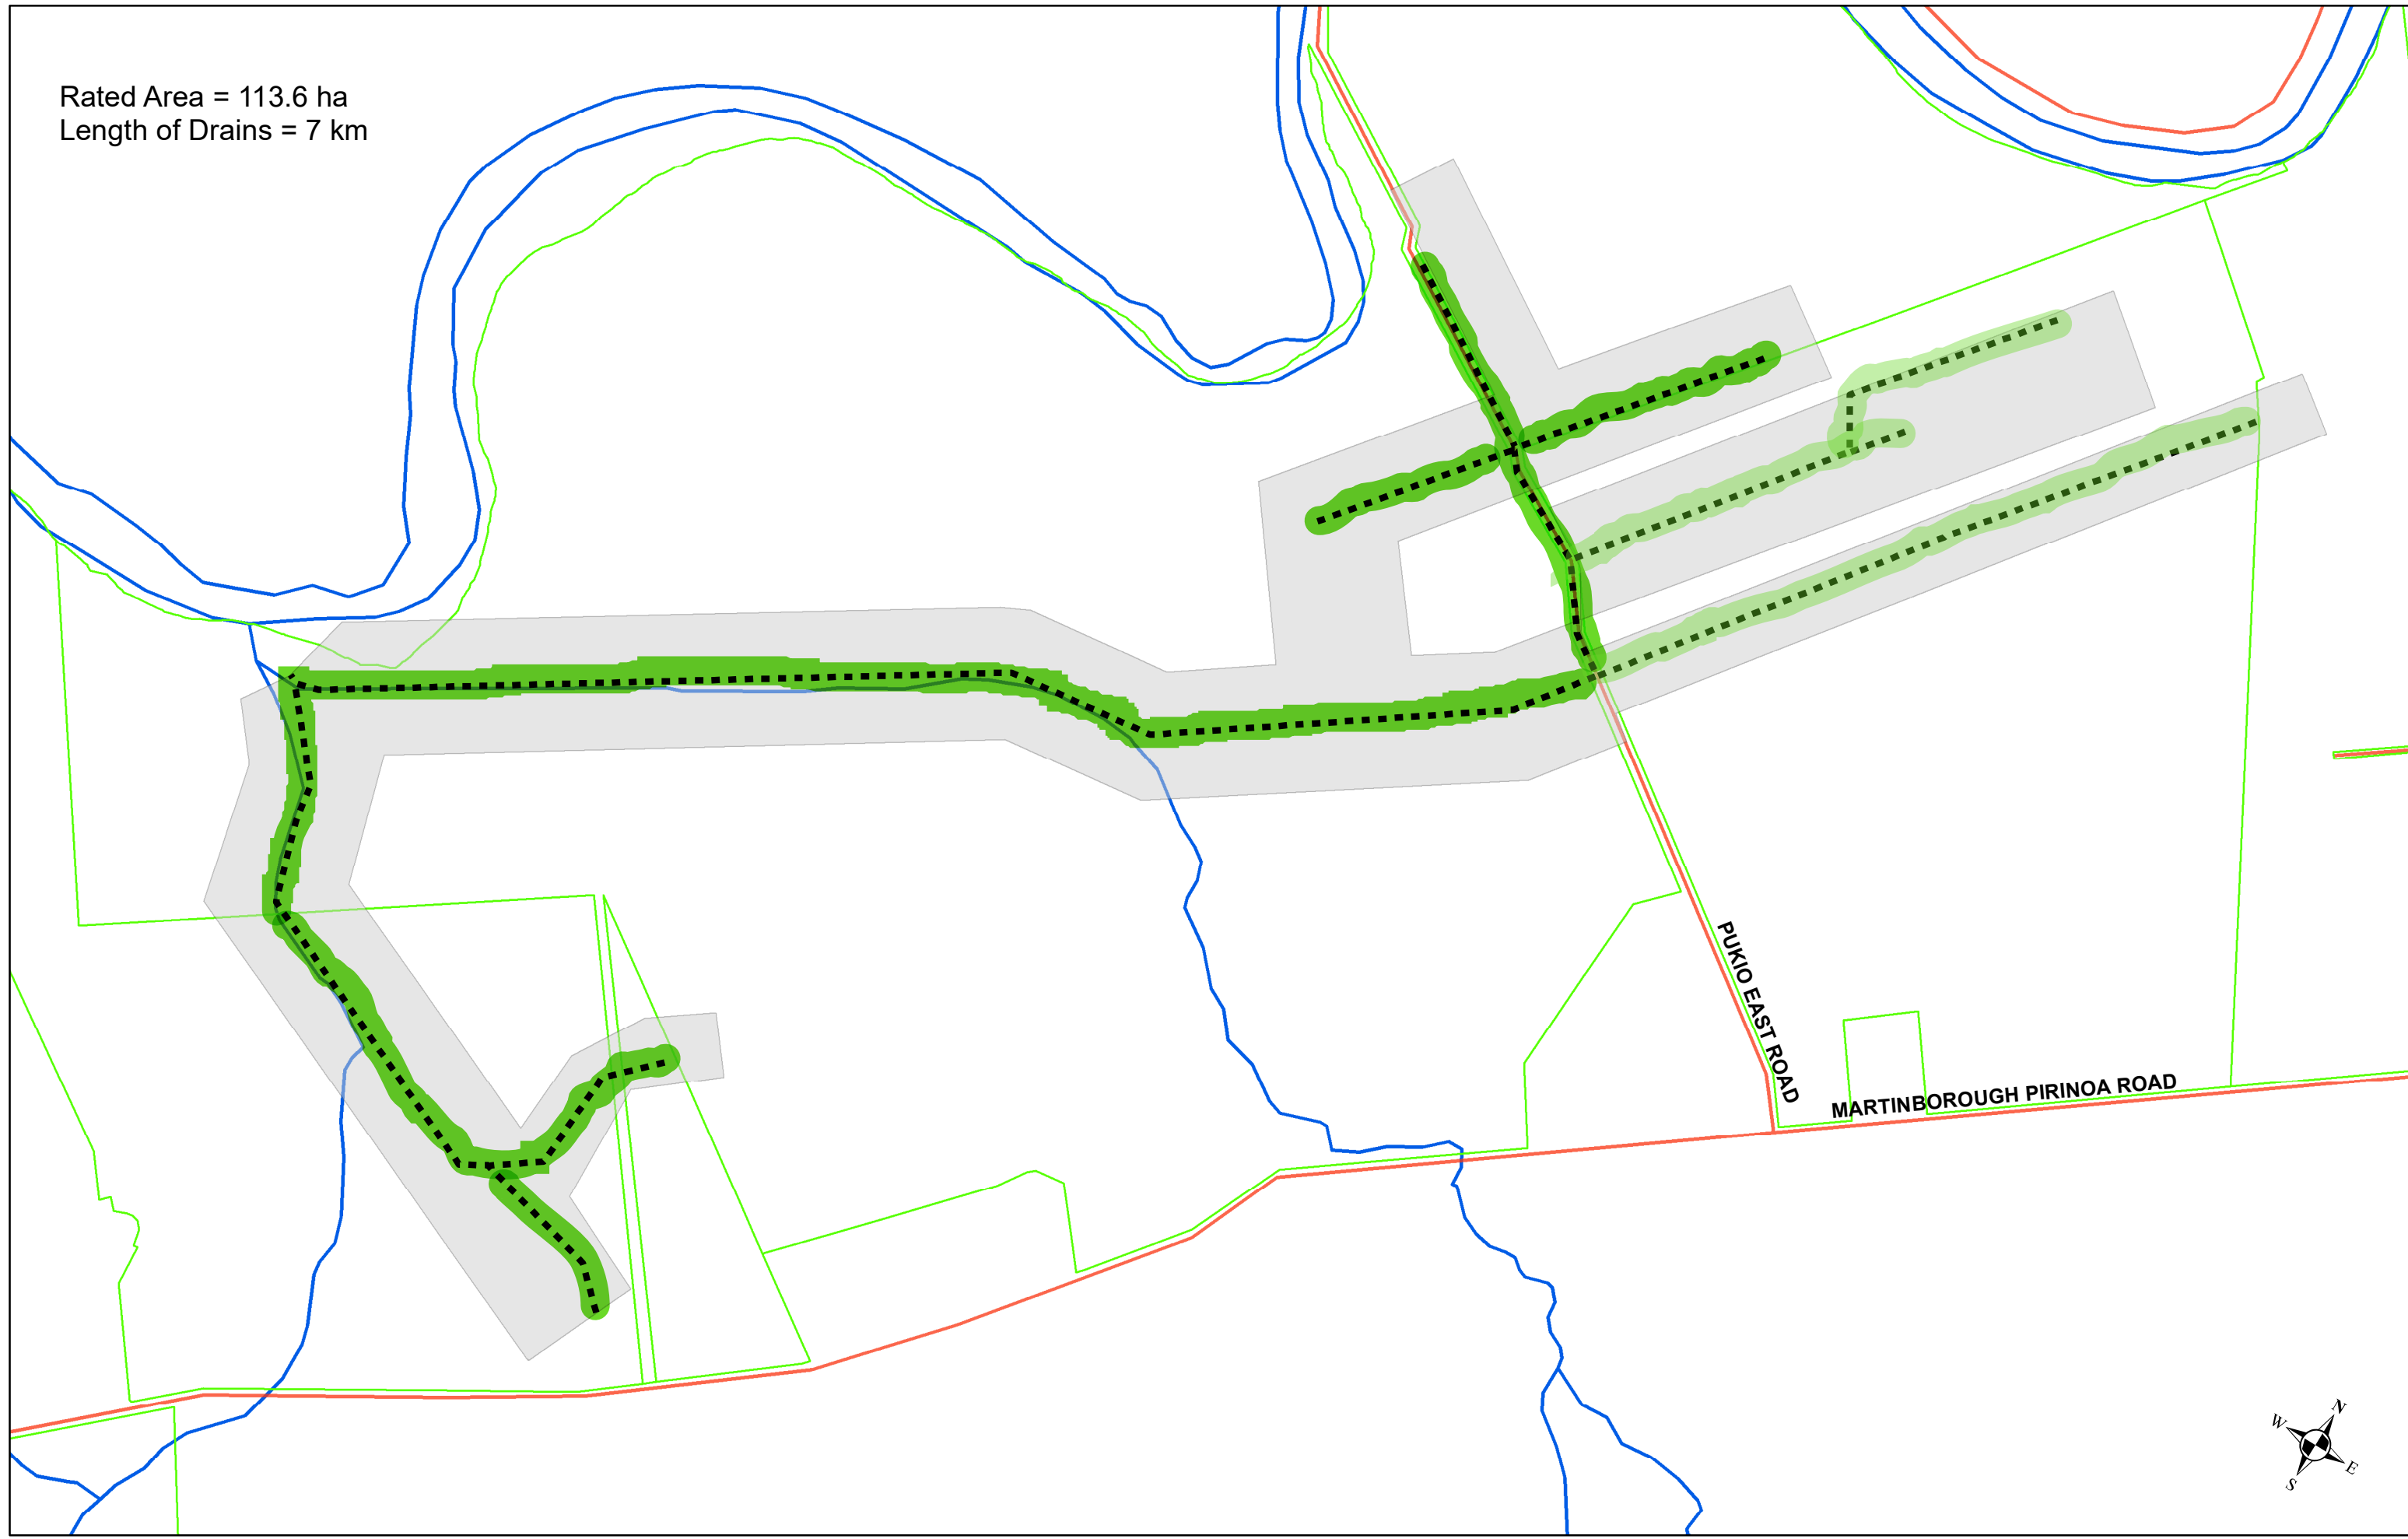 Rated Area = 113.6 ha
Length of Drains = 7 km
PUKIO EAST ROAD
MARTINBOROUGH PIRINOA ROAD
N
W
E
S